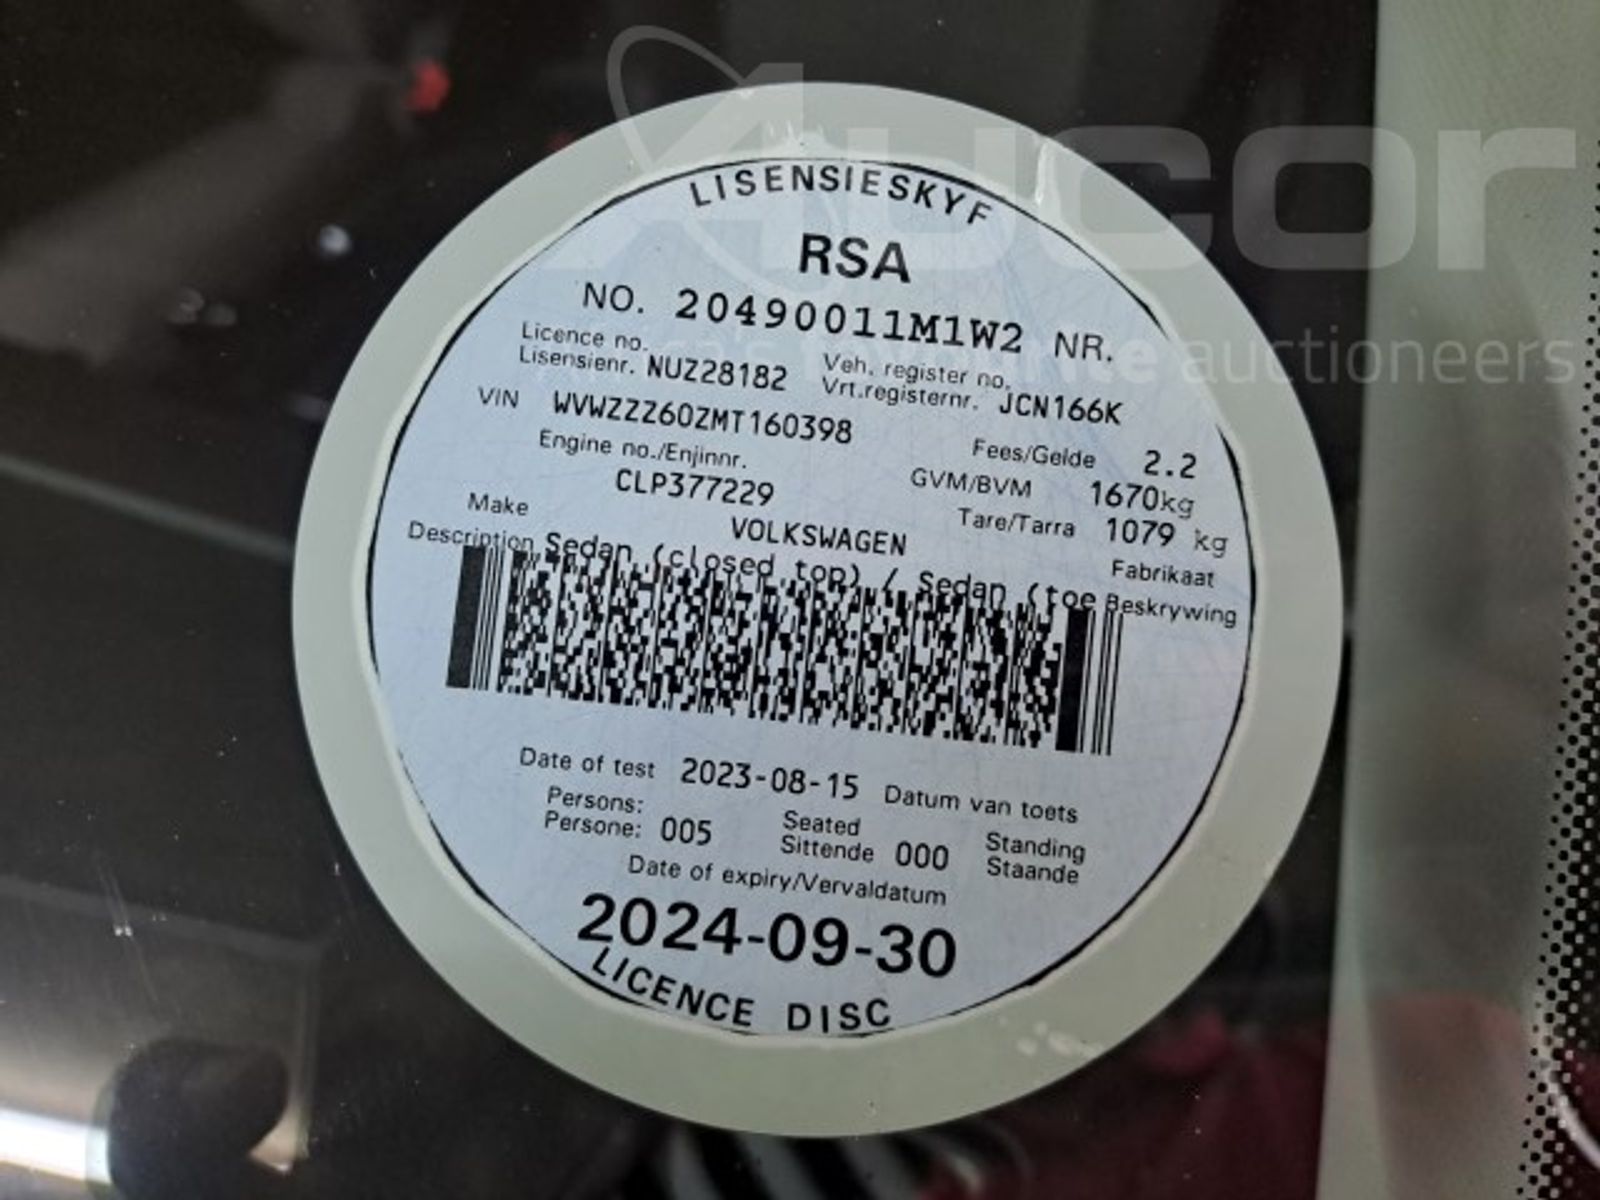 LISENSIESKYF
RSA
NO. 20490011M1W2 NR.
Licence no. Lisensienr. NUZ28182 Veh. register no. Vrt.registernr. JCN166K
VIN WVWZZZ60ZMT160398
Fees/Gelde 2.2
Engine no./Enjinnr. CLP377229
GVM/BVM 1670kg
Tare/Tarra 1079 kg
Make VOLKSWAGEN Fabrikaat
Description Sedan (closed top) / Sedan (toe Beskrywing
Date of test 2023-08-15 Datum van toets
Persons: Persone: 005 Seated Sittende 000 Standing Staande
Date of expiry/Vervaldatum
2024-09-30
LICENCE DISC
Aucor
favourite auctioneers